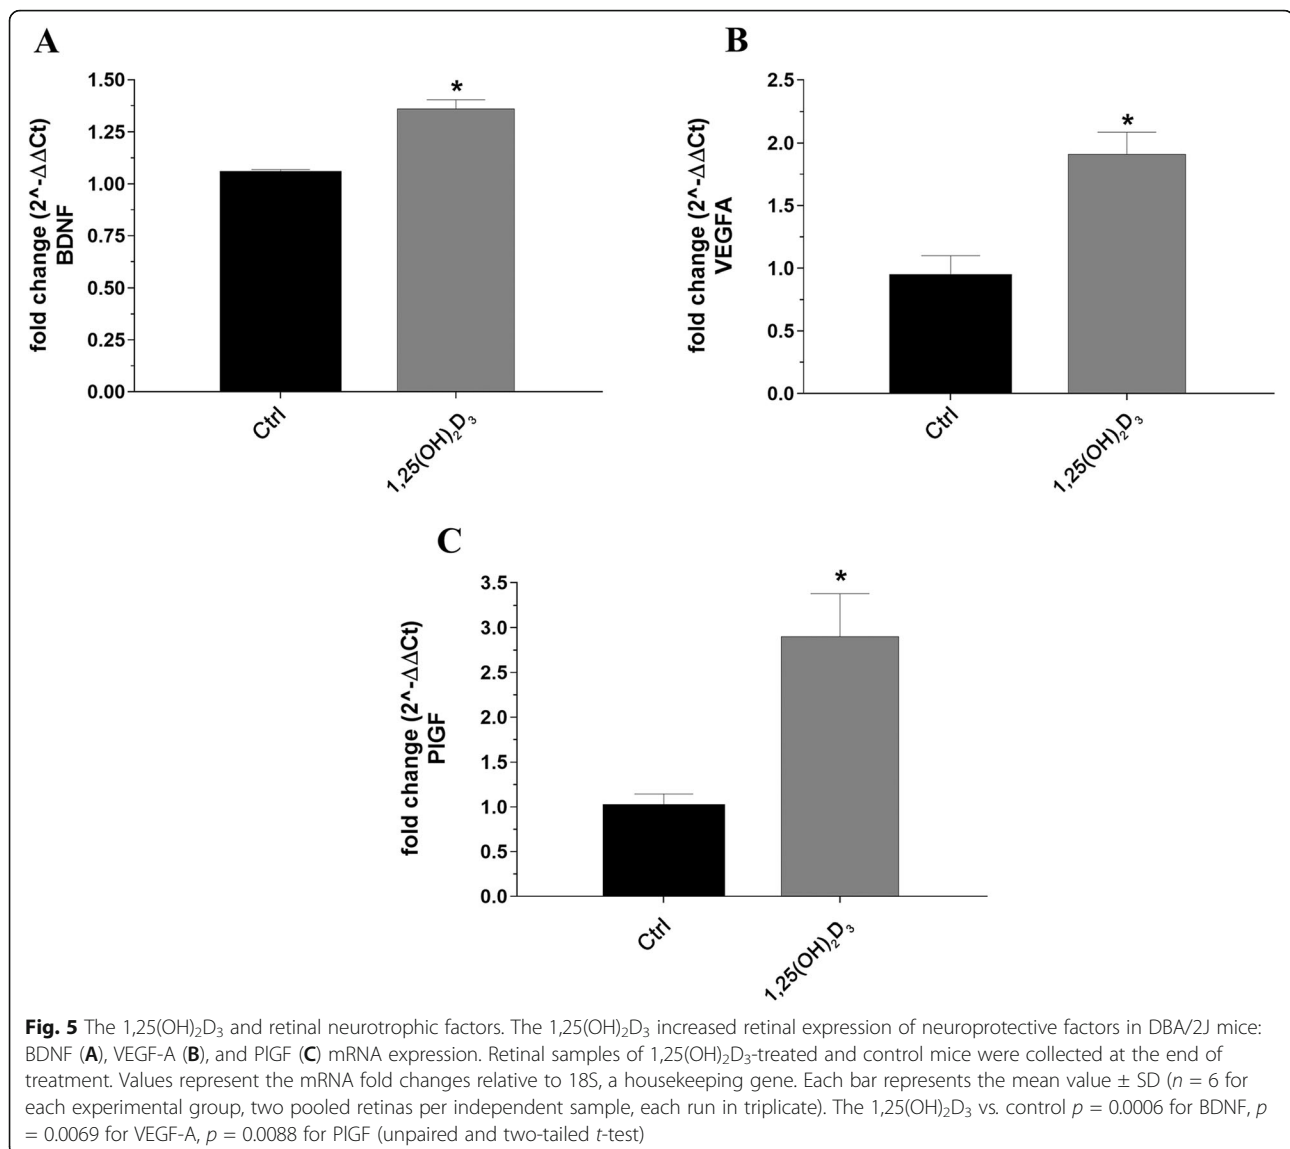 A
fold change (2^-ΔΔCt)
BDNF
1.50
1.25
1.00
0.75
0.50
0.25
0.00
*
Ctrl
1,25(OH)₂D₃
B
fold change (2^-ΔΔCt)
VEGFA
2.5
2.0
1.5
1.0
0.5
0.0
*
Ctrl
1,25(OH)₂D₃
C
fold change (2^-ΔΔCt)
PlGF
3.5
3.0
2.5
2.0
1.5
1.0
0.5
0.0
*
Ctrl
1,25(OH)₂D₃
Fig. 5 The 1,25(OH)₂D₃ and retinal neurotrophic factors. The 1,25(OH)₂D₃ increased retinal expression of neuroprotective factors in DBA/2J mice:
BDNF (A), VEGF-A (B), and PlGF (C) mRNA expression. Retinal samples of 1,25(OH)₂D₃-treated and control mice were collected at the end of
treatment. Values represent the mRNA fold changes relative to 18S, a housekeeping gene. Each bar represents the mean value ± SD (n = 6 for
each experimental group, two pooled retinas per independent sample, each run in triplicate). The 1,25(OH)₂D₃ vs. control p = 0.0006 for BDNF, p
= 0.0069 for VEGF-A, p = 0.0088 for PlGF (unpaired and two-tailed t-test)